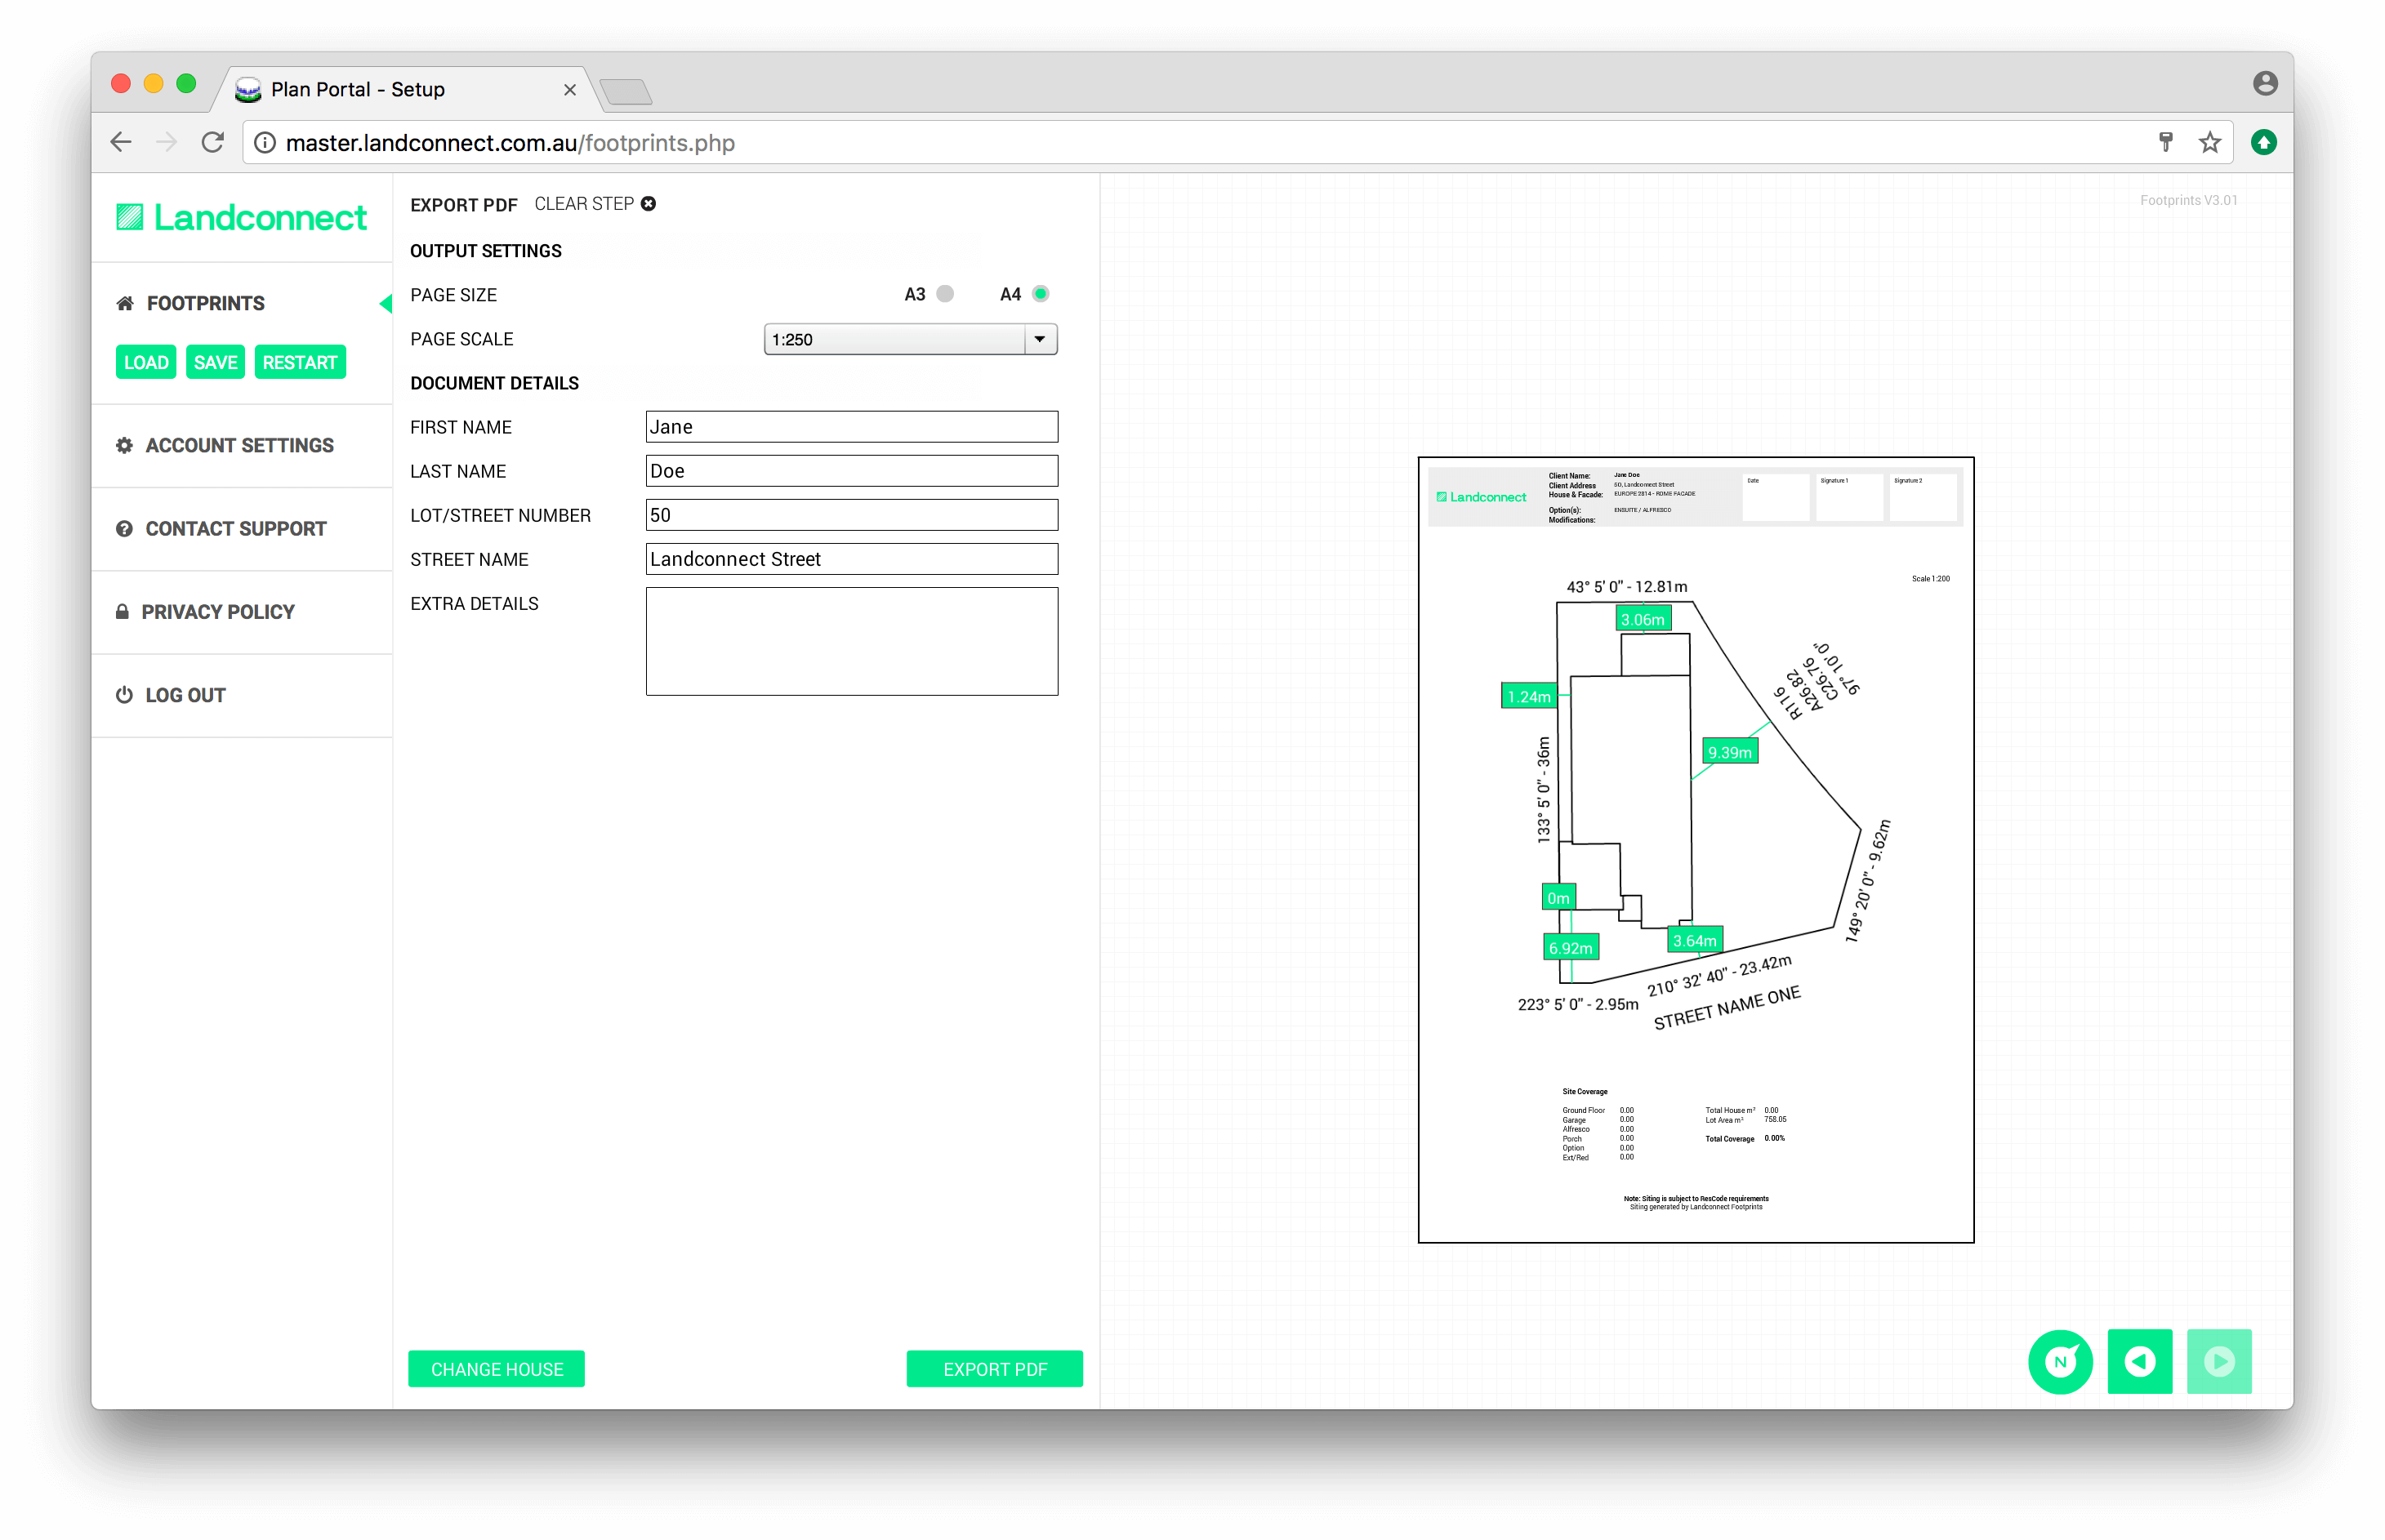 Plan Portal - Setup
master.landconnect.com.au/footprints.php
Landconnect
FOOTPRINTS
LOAD SAVE RESTART
ACCOUNT SETTINGS
CONTACT SUPPORT
PRIVACY POLICY
LOG OUT
EXPORT PDF CLEAR STEP
OUTPUT SETTINGS
PAGE SIZE A3 A4
PAGE SCALE 1:250
DOCUMENT DETAILS
FIRST NAME Jane
LAST NAME Doe
LOT/STREET NUMBER 50
STREET NAME Landconnect Street
EXTRA DETAILS
CHANGE HOUSE EXPORT PDF
Footprints V3.01
Landconnect
Client Name: Jane Doe
Client Address 50, Landconnect Street
House & Facade: EUROPE 2814 - ROME FACADE
Option(s): ENSUITE / ALFRESCO
Modifications:
Date Signature 1 Signature 2
Scale 1:200
43° 5' 0" - 12.81m
3.06m
97° 10' 0"
C26.76
A26.82
R116
1.24m
9.39m
133° 5' 0" - 36m
149° 20' 0" - 9.62m
0m
6.92m
3.64m
210° 32' 40" - 23.42m
223° 5' 0" - 2.95m
STREET NAME ONE
Site Coverage
Ground Floor 0.00 Total House m² 0.00
Garage 0.00 Lot Area m² 758.05
Alfresco 0.00
Porch 0.00 Total Coverage 0.00%
Option 0.00
Ext/Red 0.00
Note: Siting is subject to ResCode requirements
Siting generated by Landconnect Footprints
N